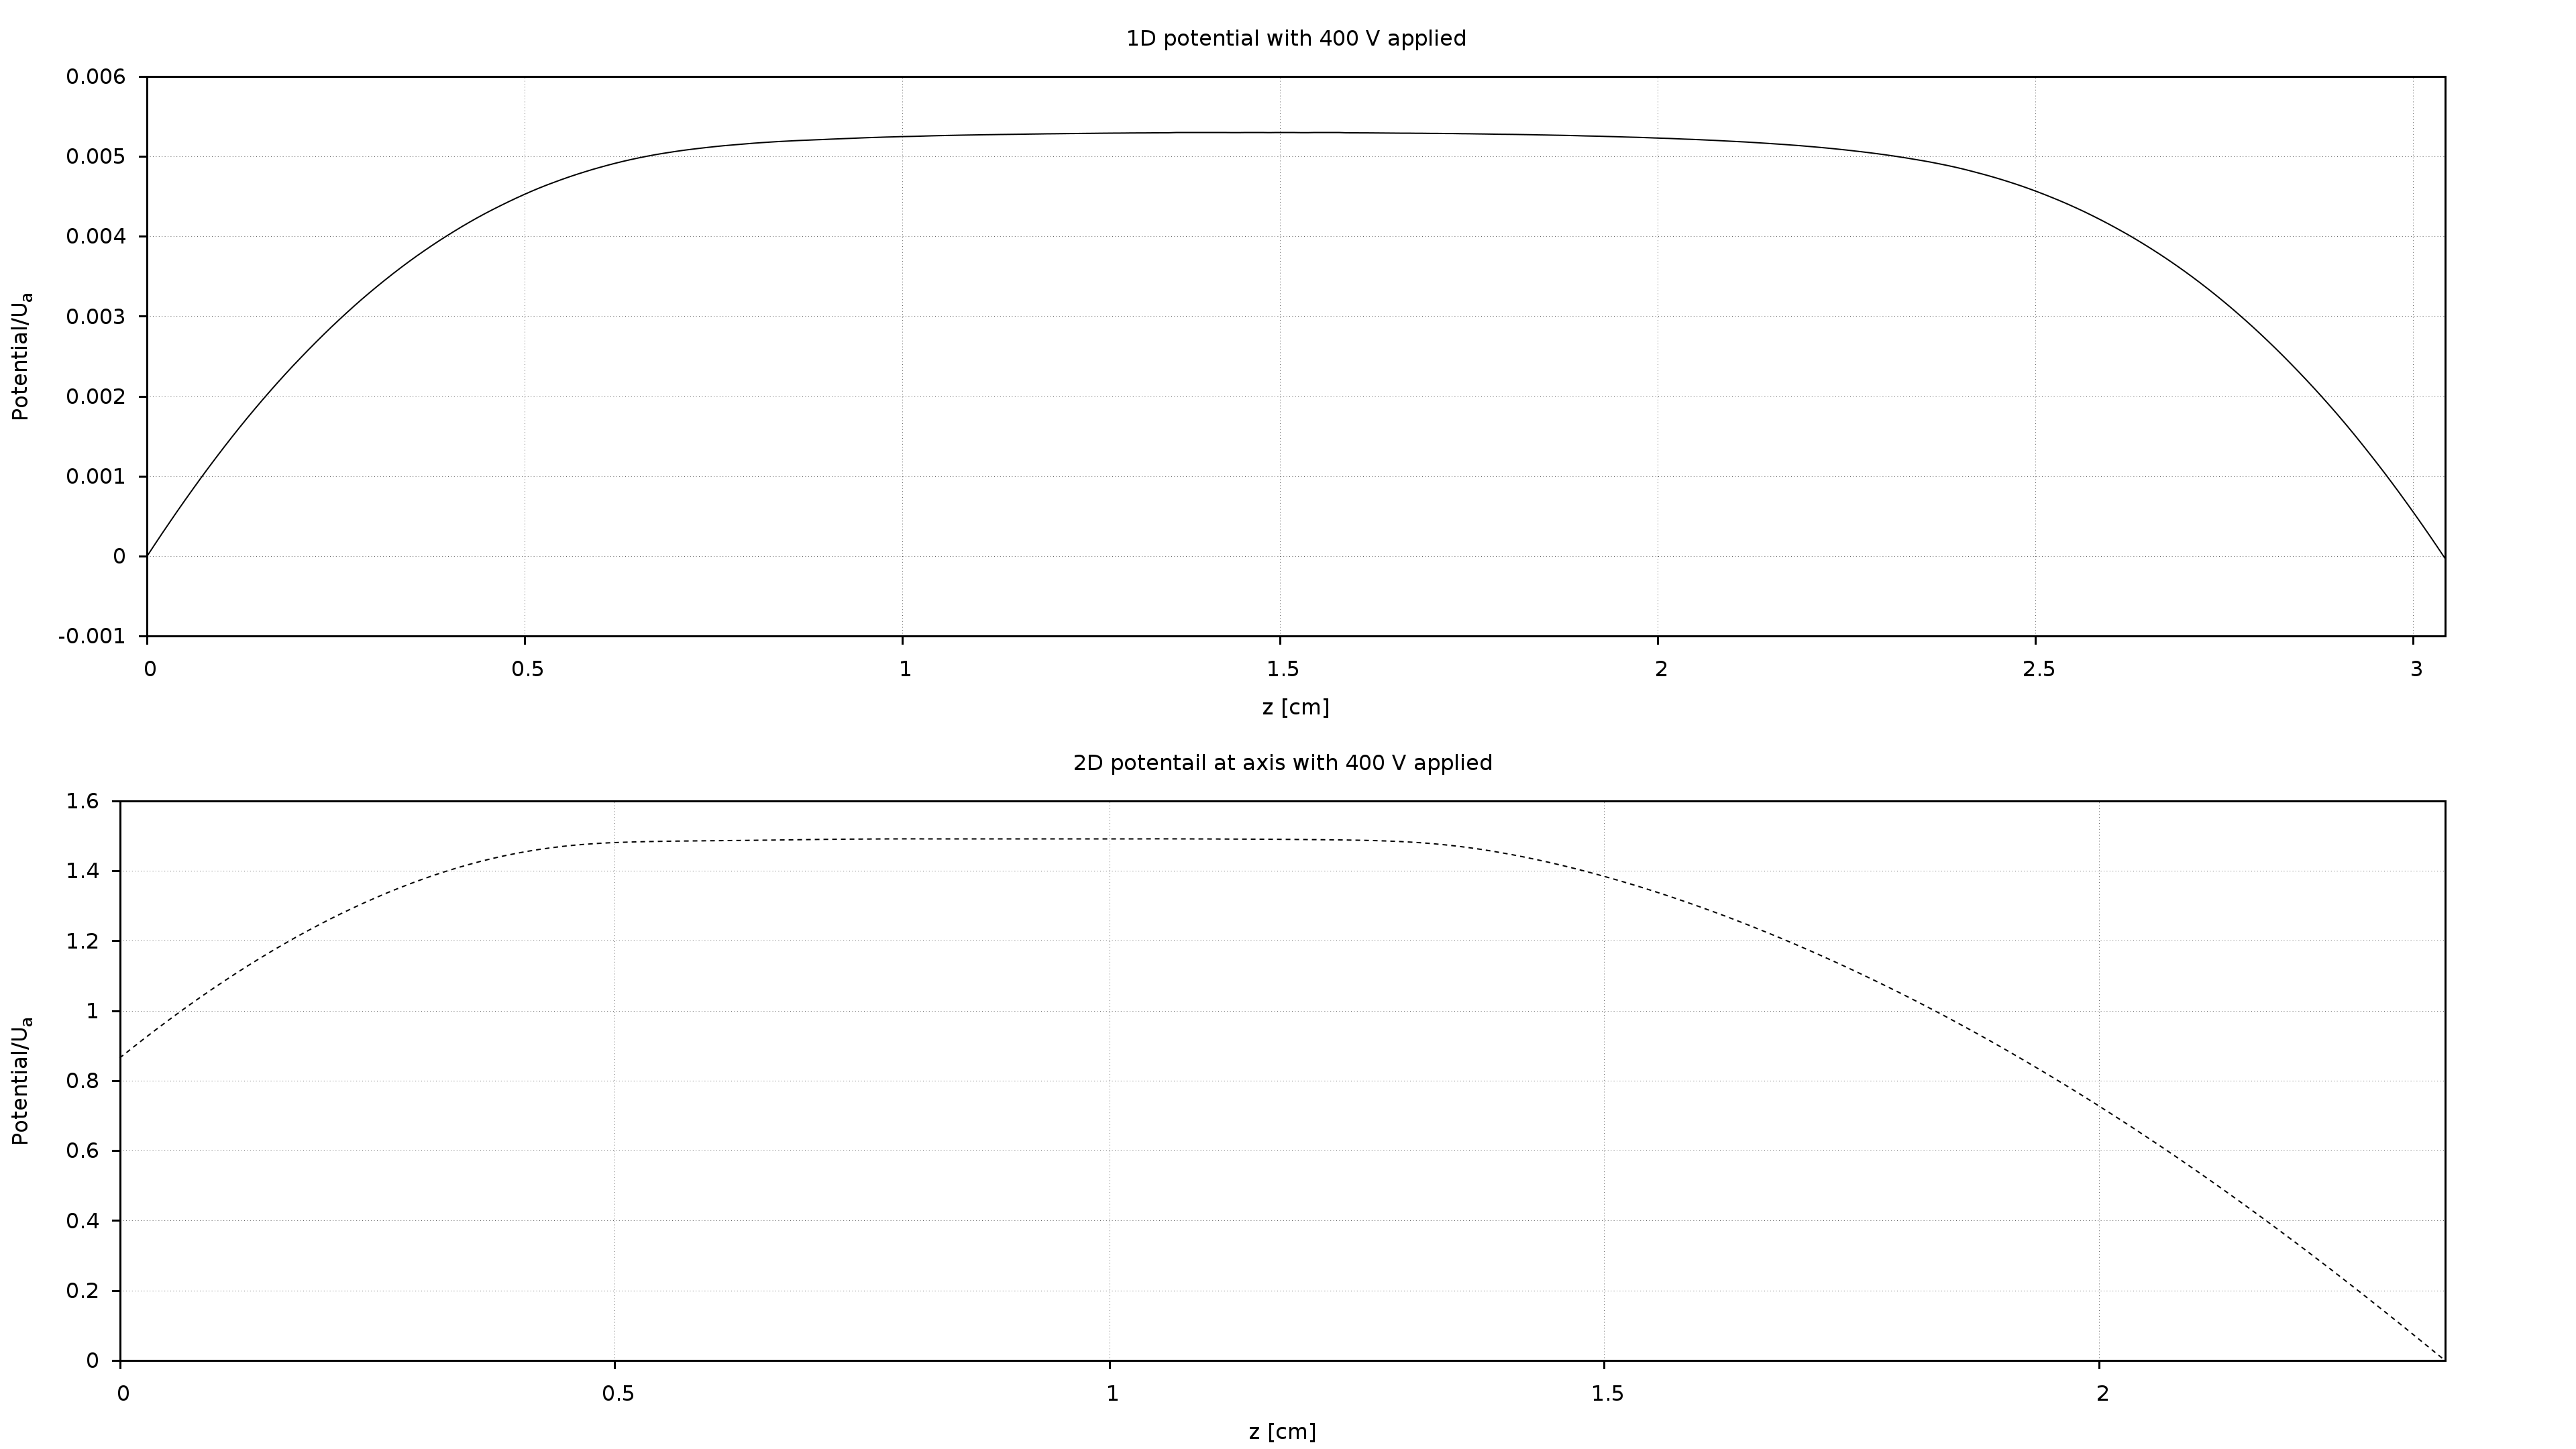 1D potential with 400 V applied
0.006
0.005
0.004
0.003
0.002
0.001
0
-0.001
Potential/Ua
0 0.5 1 1.5 2 2.5 3
z [cm]
2D potentail at axis with 400 V applied
1.6
1.4
1.2
1
0.8
0.6
0.4
0.2
0
Potential/Ua
0 0.5 1 1.5 2
z [cm]